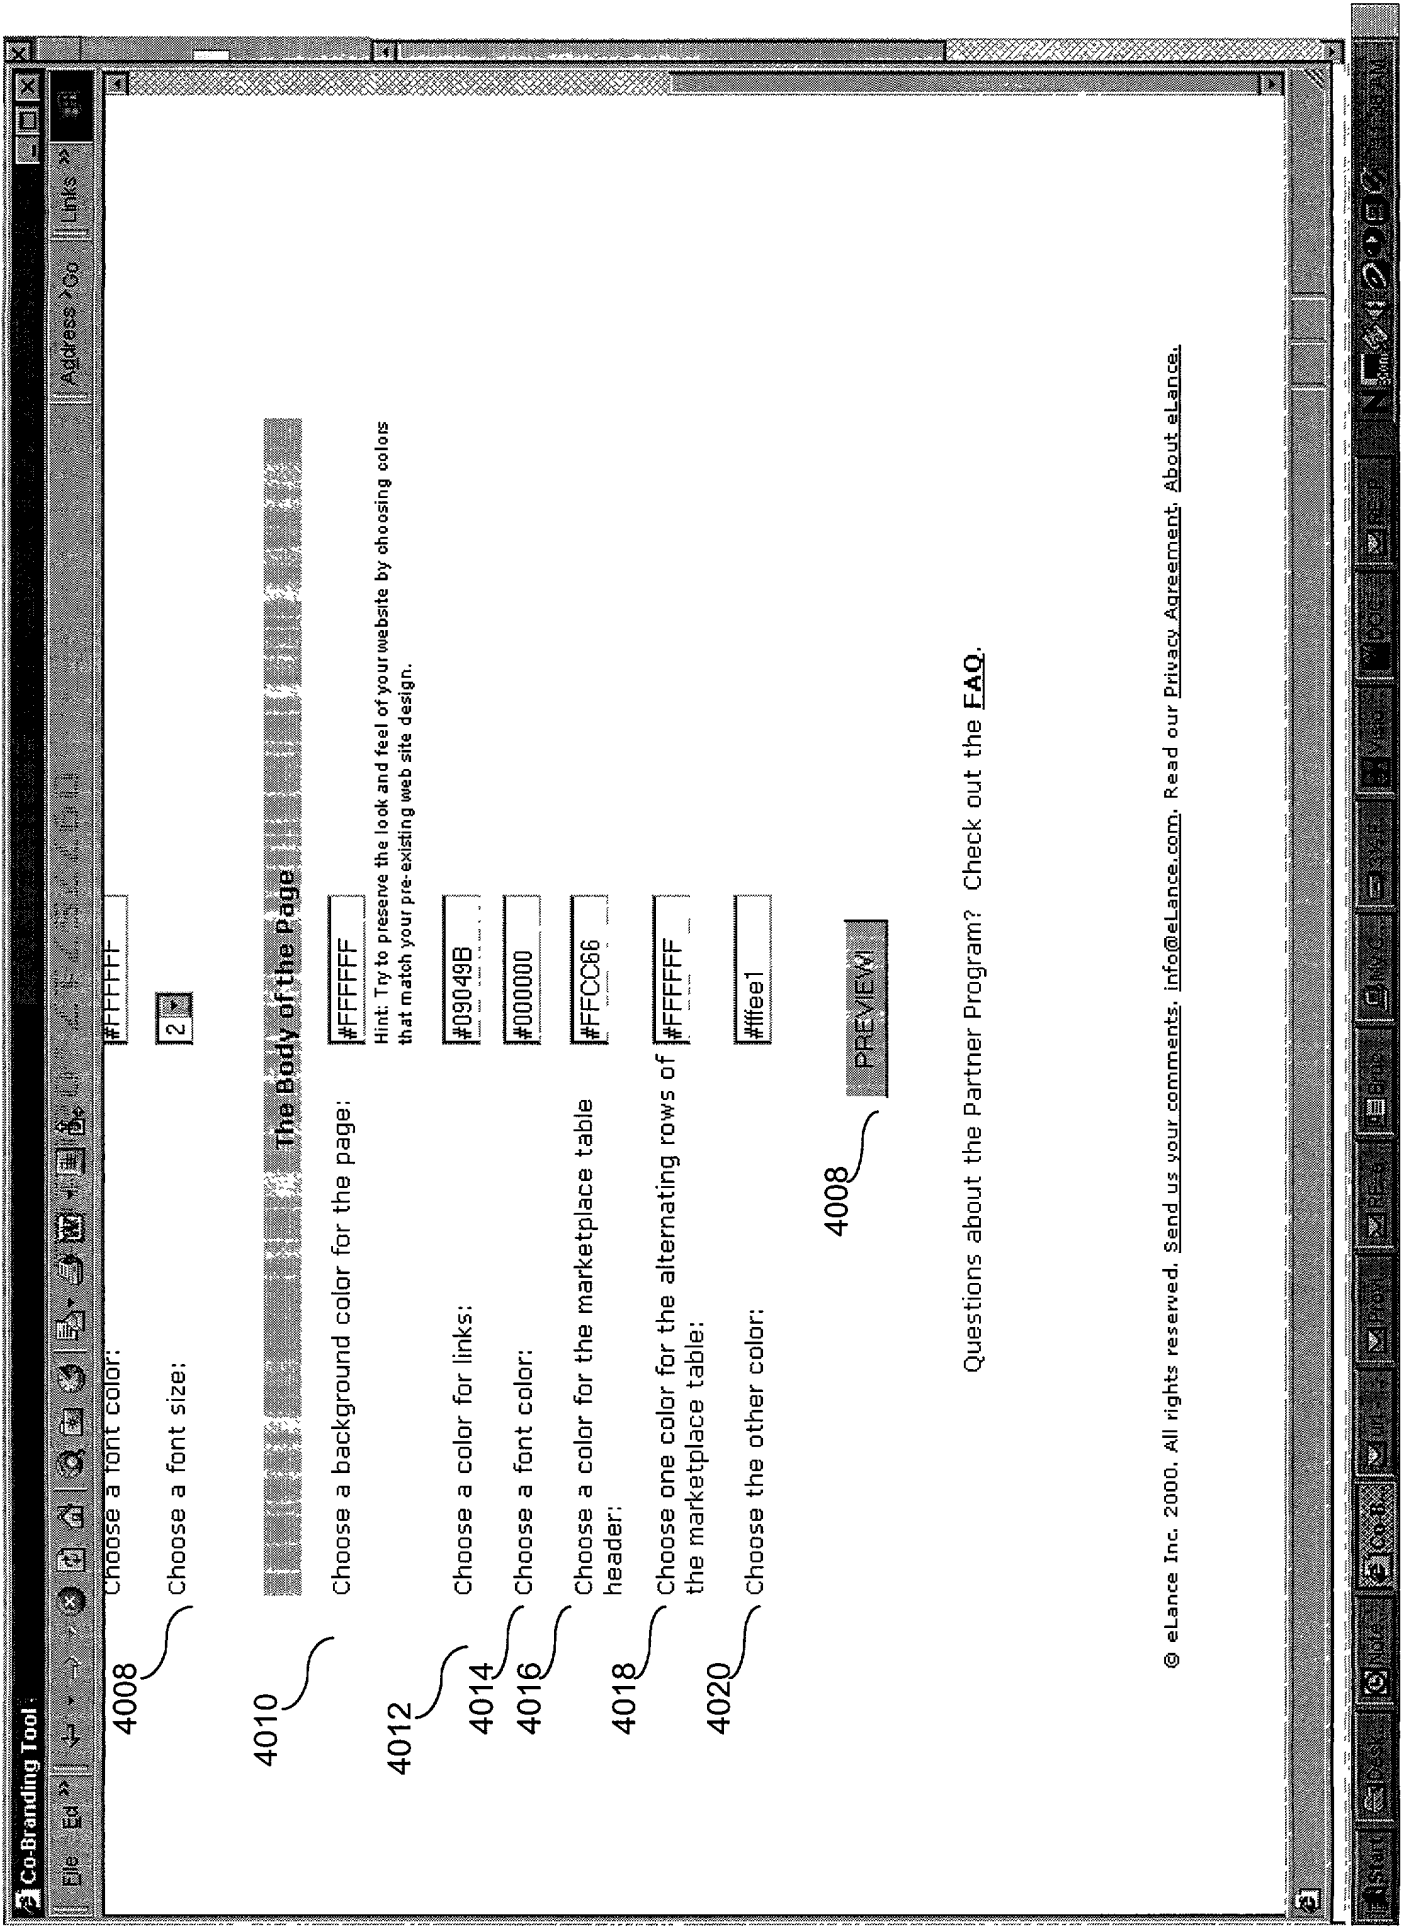 Co-Branding Tool
File Ed » Address Go Links »
Choose a font color: #FFFFFF
4008 Choose a font size: 2
The Body of the Page
4010 Choose a background color for the page: #FFFFFF
Hint: Try to preserve the look and feel of your website by choosing colors
that match your pre-existing web site design.
4012 Choose a color for links: #09049B
4014 Choose a font color: #000000
4016 Choose a color for the marketplace table #FFCC66
header:
4018 Choose one color for the alternating rows of #FFFFFF
the marketplace table:
4020 Choose the other color: #fffee1
4008 PREVIEW!
Questions about the Partner Program? Check out the FAQ.
© eLance Inc. 2000. All rights reserved. Send us your comments. info@eLance.com. Read our Privacy Agreement. About eLance.
Start Co-B...